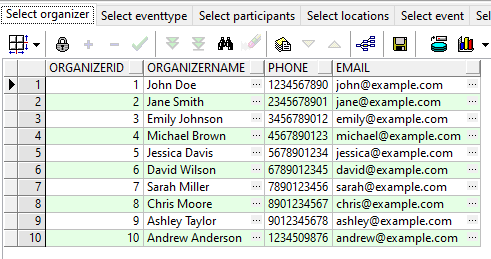 Select organizer Select eventtype Select participants Select locations Select event Se
ORGANIZERID ORGANIZERNAME PHONE EMAIL
1 1 John Doe ... 1234567890 john@example.com ...
2 2 Jane Smith ... 2345678901 jane@example.com ...
3 3 Emily Johnson ... 3456789012 emily@example.com ...
4 4 Michael Brown ... 4567890123 michael@example.com ...
5 5 Jessica Davis ... 5678901234 jessica@example.com ...
6 6 David Wilson ... 6789012345 david@example.com ...
7 7 Sarah Miller ... 7890123456 sarah@example.com ...
8 8 Chris Moore ... 8901234567 chris@example.com ...
9 9 Ashley Taylor ... 9012345678 ashley@example.com ...
10 10 Andrew Anderson ... 1234509876 andrew@example.com ...